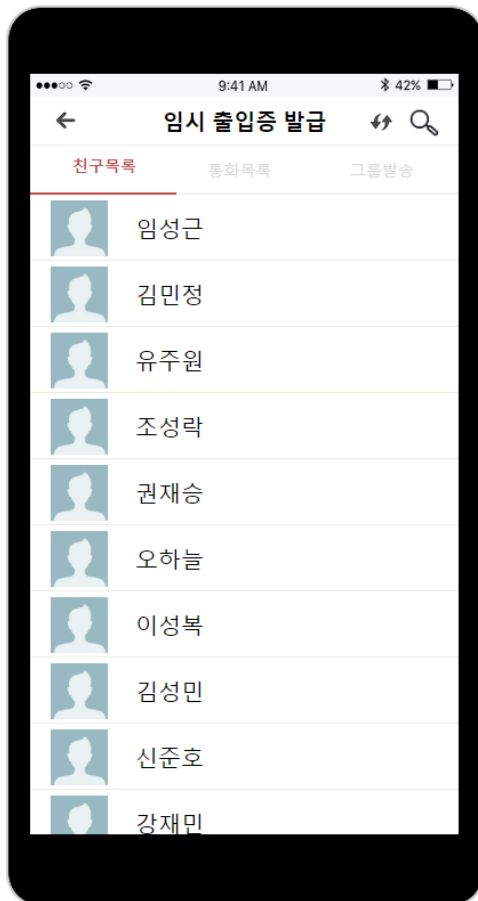 9:41 AM 42%
임시 출입증 발급
친구목록 통화목록 그룹발송
임성근
김민정
유주원
조성락
권재승
오하늘
이성복
김성민
신준호
강재민